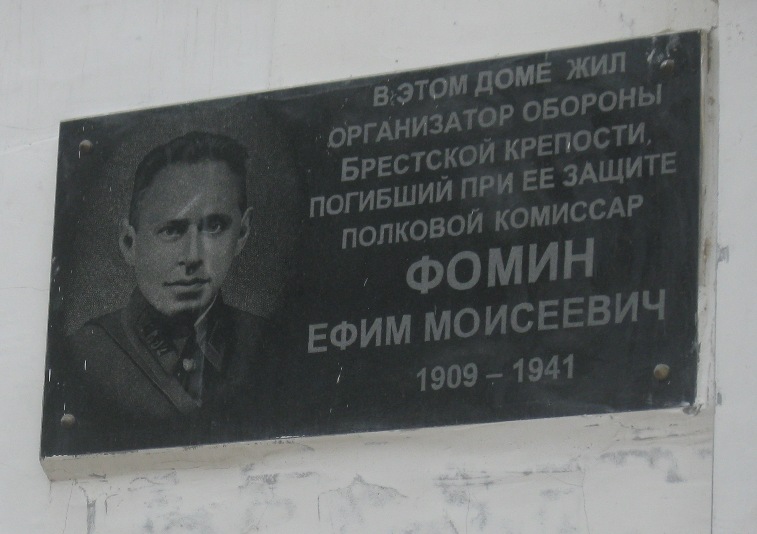 В ЭТОМ ДОМЕ ЖИЛ
ОРГАНИЗАТОР ОБОРОНЫ
БРЕСТСКОЙ КРЕПОСТИ,
ПОГИБШИЙ ПРИ ЕЕ ЗАЩИТЕ
ПОЛКОВОЙ КОМИССАР
ФОМИН
ЕФИМ МОИСЕЕВИЧ
1909 – 1941